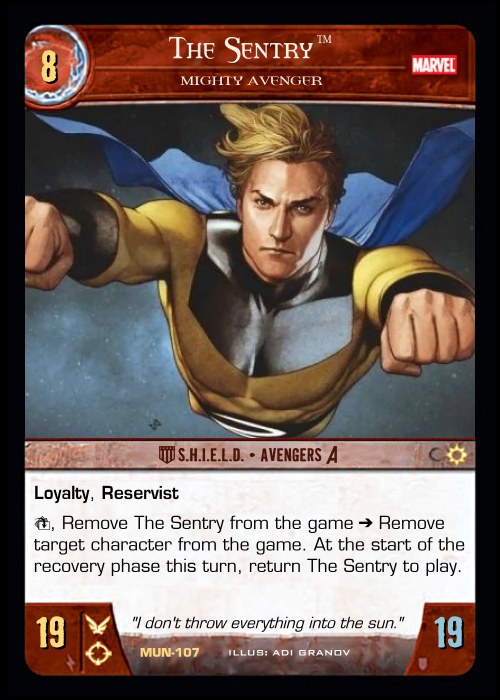 8
The Sentry™
MIGHTY AVENGER
MARVEL
S.H.I.E.L.D. • AVENGERS
Loyalty, Reservist
, Remove The Sentry from the game ➔ Remove
target character from the game. At the start of the
recovery phase this turn, return The Sentry to play.
19
"I don't throw everything into the sun."
19
MUN-107
ILLUS: ADI GRANOV